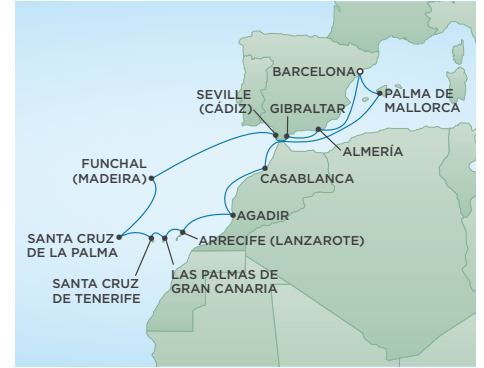 BARCELONA
SEVILLE
(CÁDIZ)
GIBRALTAR
PALMA DE
MALLORCA
ALMERÍA
FUNCHAL
(MADEIRA)
CASABLANCA
AGADIR
SANTA CRUZ
DE LA PALMA
ARRECIFE (LANZAROTE)
SANTA CRUZ
DE TENERIFE
LAS PALMAS DE
GRAN CANARIA